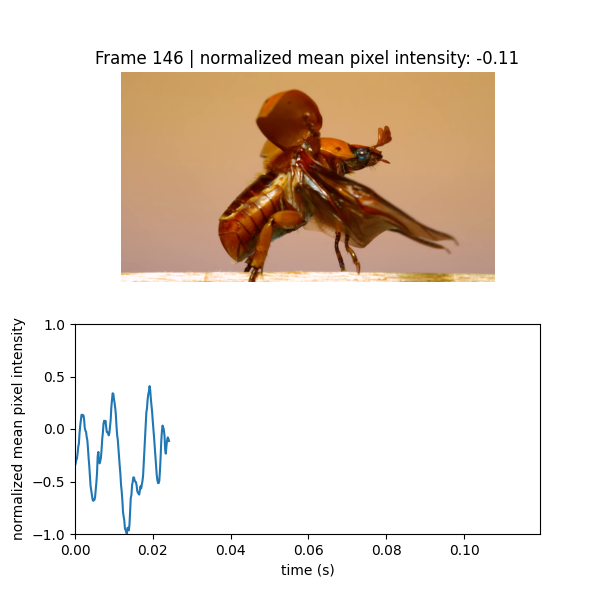 Frame 146 | normalized mean pixel intensity: -0.11
1.0
0.5
0.0
−0.5
−1.0
normalized mean pixel intensity
0.00 0.02 0.04 0.06 0.08 0.10
time (s)